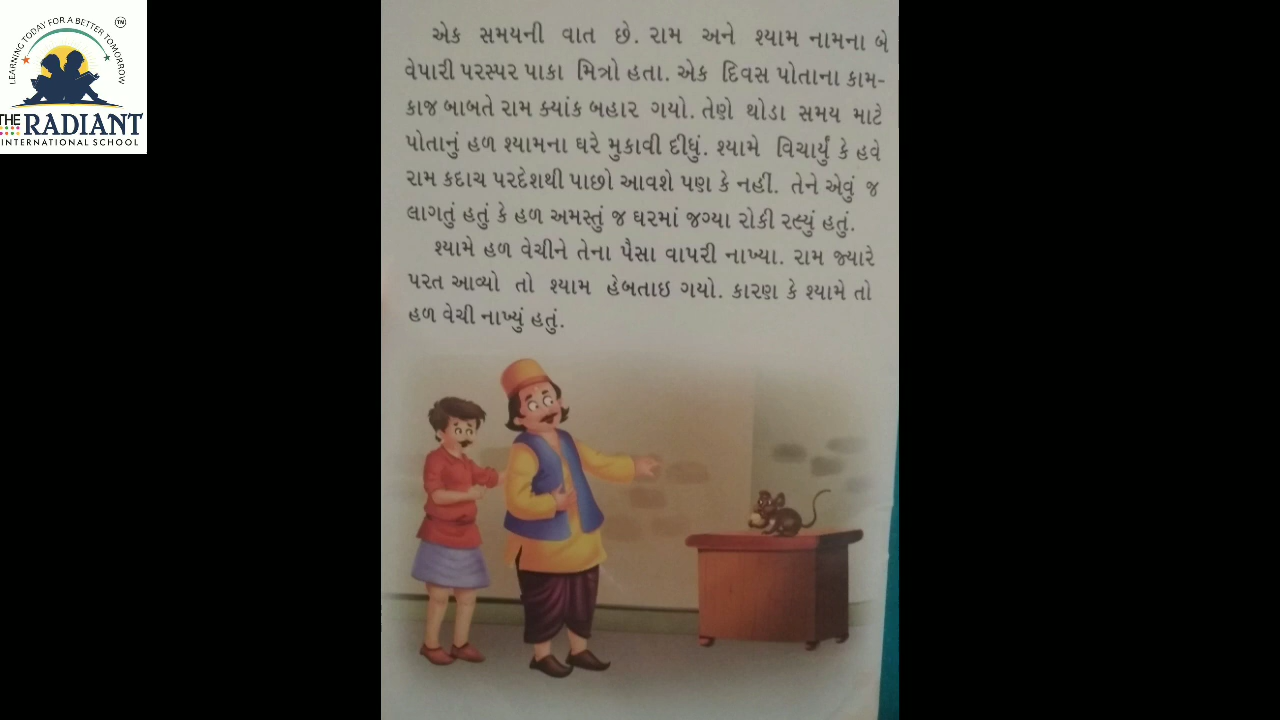 LEARNING TODAY FOR A BETTER TOMORROW
TM
THE
RADIANT
INTERNATIONAL SCHOOL
એક સમયની વાત છે. રામ અને શ્યામ નામના બે
વેપારી પરસ્પર પાકા મિત્રો હતા. એક દિવસ પોતાના કામ-
કાજ બાબતે રામ ક્યાંક બહાર ગયો. તેણે થોડા સમય માટે
પોતાનું હળ શ્યામના ઘરે મુકાવી દીધું. શ્યામે વિચાર્યું કે હવે
રામ કદાચ પરદેશથી પાછો આવશે પણ કે નહીં. તેને એવું જ
લાગતું હતું કે હળ અમસ્તું જ ઘરમાં જગ્યા રોકી રહ્યું હતું.
શ્યામે હળ વેચીને તેના પૈસા વાપરી નાખ્યા. રામ જ્યારે
પરત આવ્યો તો શ્યામ હેબતાઇ ગયો. કારણ કે શ્યામે તો
હળ વેચી નાખ્યું હતું.